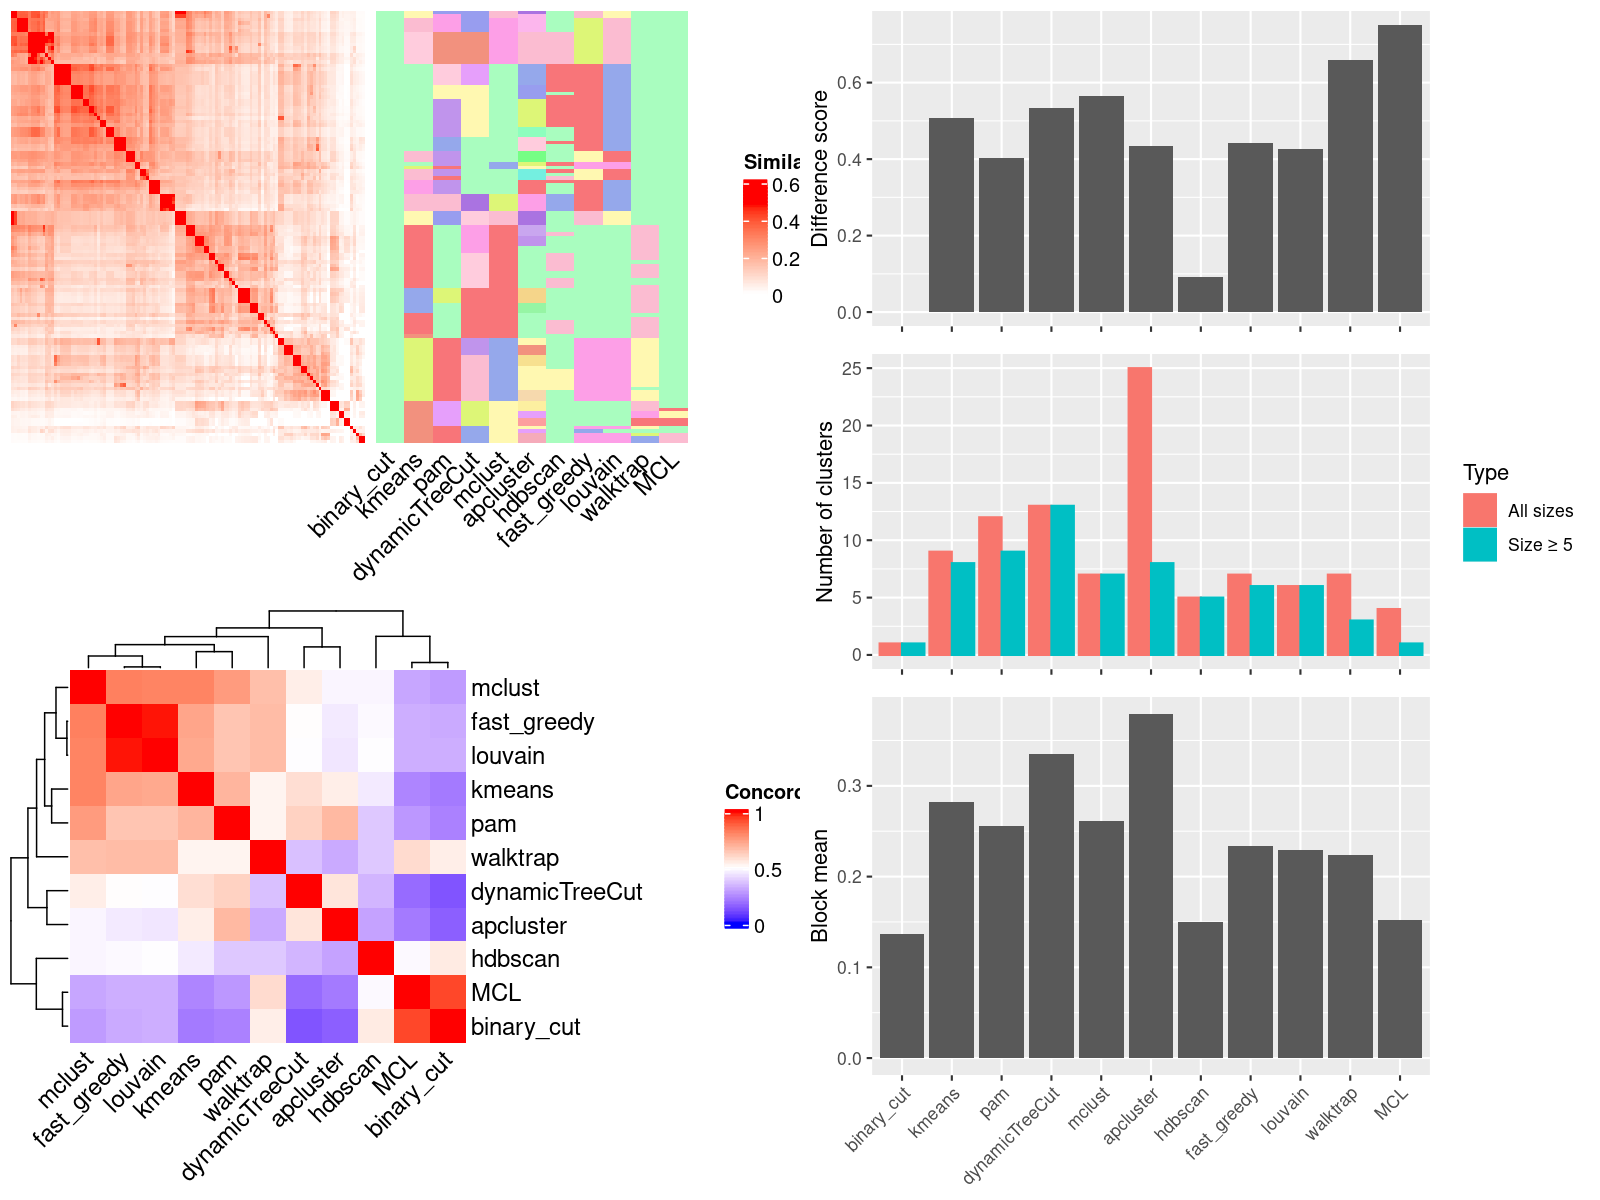 Simila
0.6
0.4
0.2
0
binary_cut
kmeans
pam
dynamicTreeCut
mclust
apcluster
hdbscan
fast_greedy
louvain
walktrap
MCL
mclust
fast_greedy
louvain
kmeans
pam
walktrap
dynamicTreeCut
apcluster
hdbscan
MCL
binary_cut
mclust
fast_greedy
louvain
kmeans
pam
walktrap
dynamicTreeCut
apcluster
hdbscan
MCL
binary_cut
Concord
1
0.5
0
Difference score
0.6
0.4
0.2
0.0
Number of clusters
25
20
15
10
5
0
Type
All sizes
Size ≥ 5
Block mean
0.3
0.2
0.1
0.0
binary_cut
kmeans
pam
dynamicTreeCut
mclust
apcluster
hdbscan
fast_greedy
louvain
walktrap
MCL